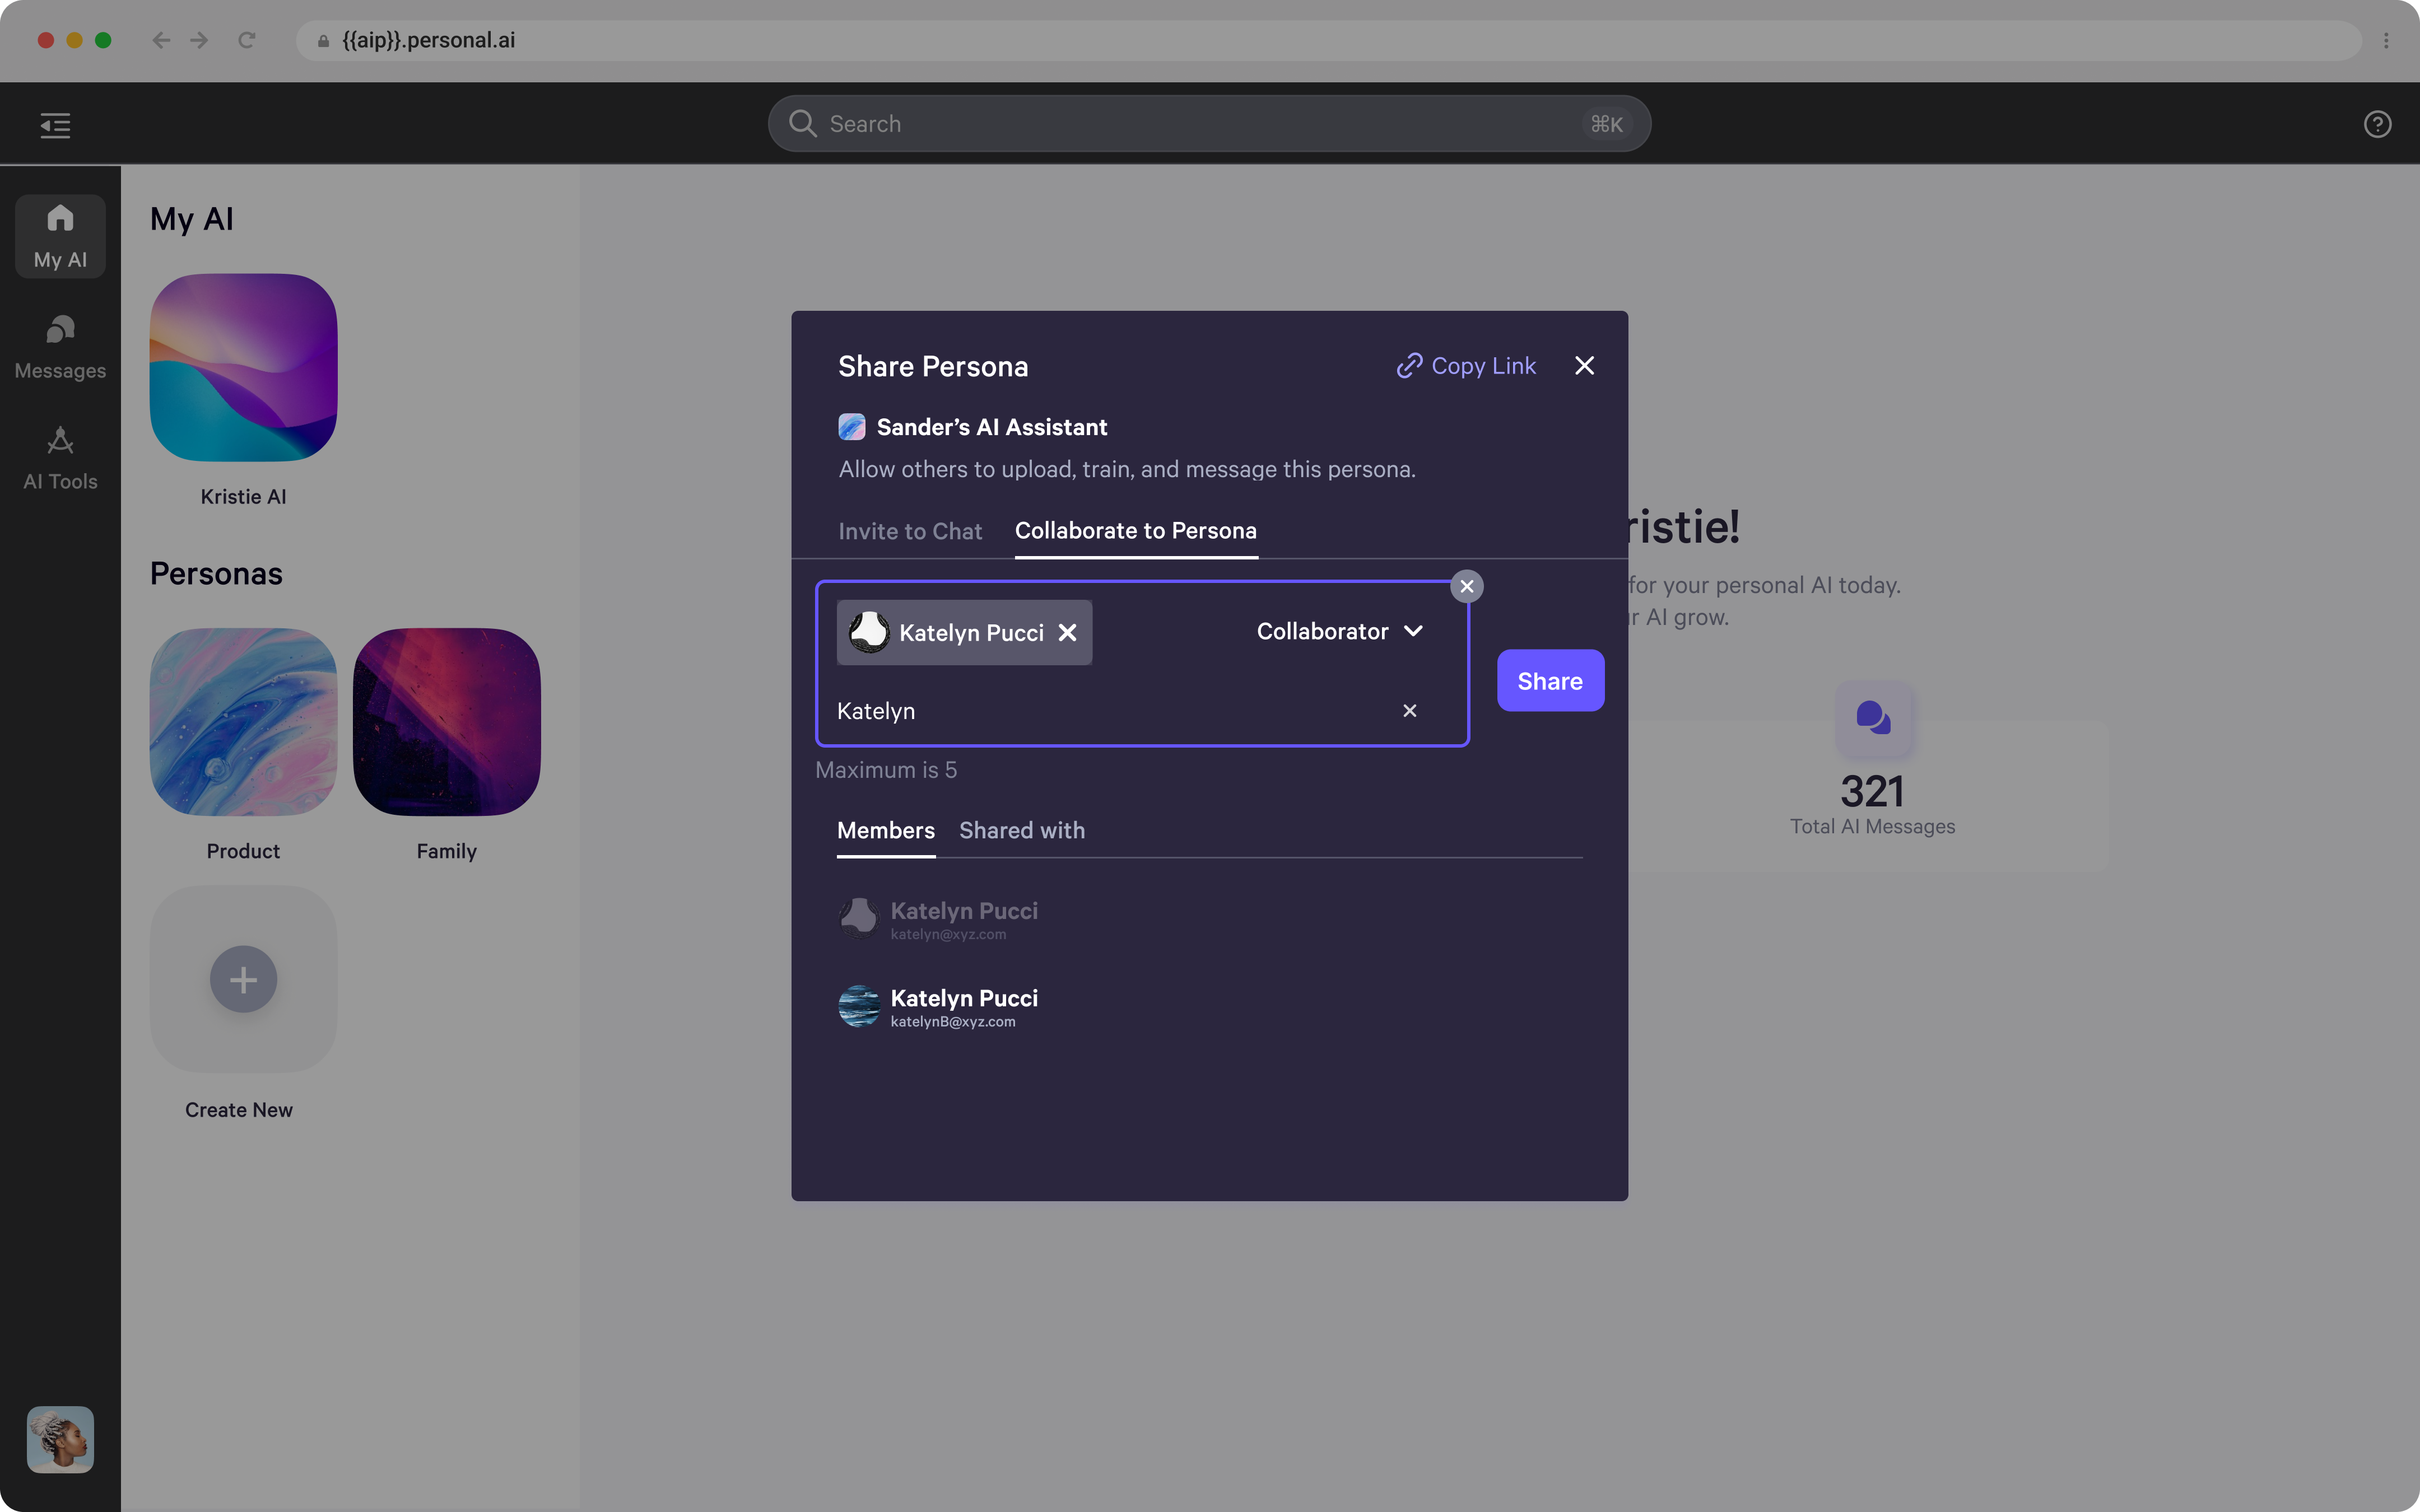 {{aip}}.personal.ai
Search
⌘K
My AI
Messages
AI Tools
My AI
Kristie AI
Personas
Product
Family
Create New
Share Persona
Copy Link
Sander’s AI Assistant
Allow others to upload, train, and message this persona.
Invite to Chat
Collaborate to Persona
Katelyn Pucci
Collaborator
Katelyn
Share
Maximum is 5
Members
Shared with
Katelyn Pucci
katelyn@xyz.com
Katelyn Pucci
katelynB@xyz.com
ristie!
for your personal AI today.
r AI grow.
321
Total AI Messages